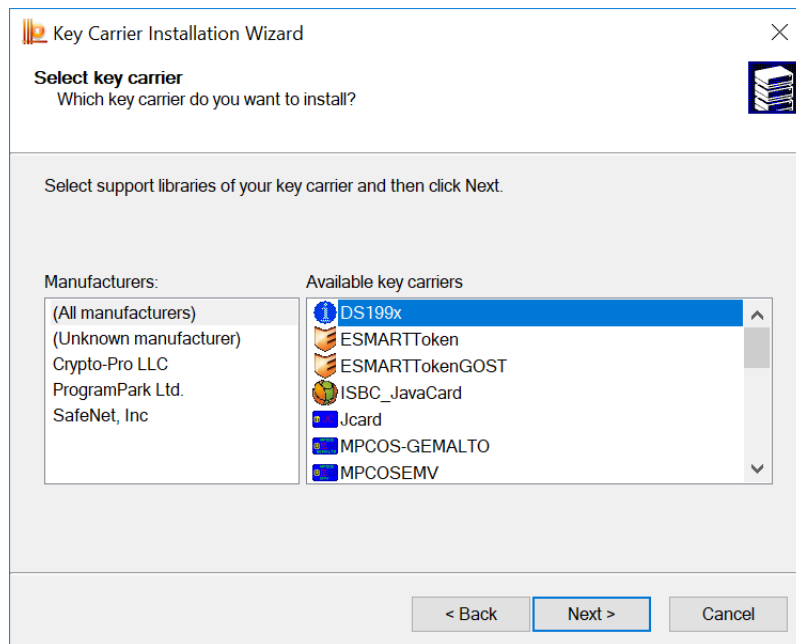 Key Carrier Installation Wizard
Select key carrier
Which key carrier do you want to install?
Select support libraries of your key carrier and then click Next.
Manufacturers:
(All manufacturers)
(Unknown manufacturer)
Crypto-Pro LLC
ProgramPark Ltd.
SafeNet, Inc
Available key carriers
DS199x
ESMARTToken
ESMARTTokenGOST
ISBC_JavaCard
Jcard
MPCOS-GEMALTO
MPCOSEMV
< Back
Next >
Cancel